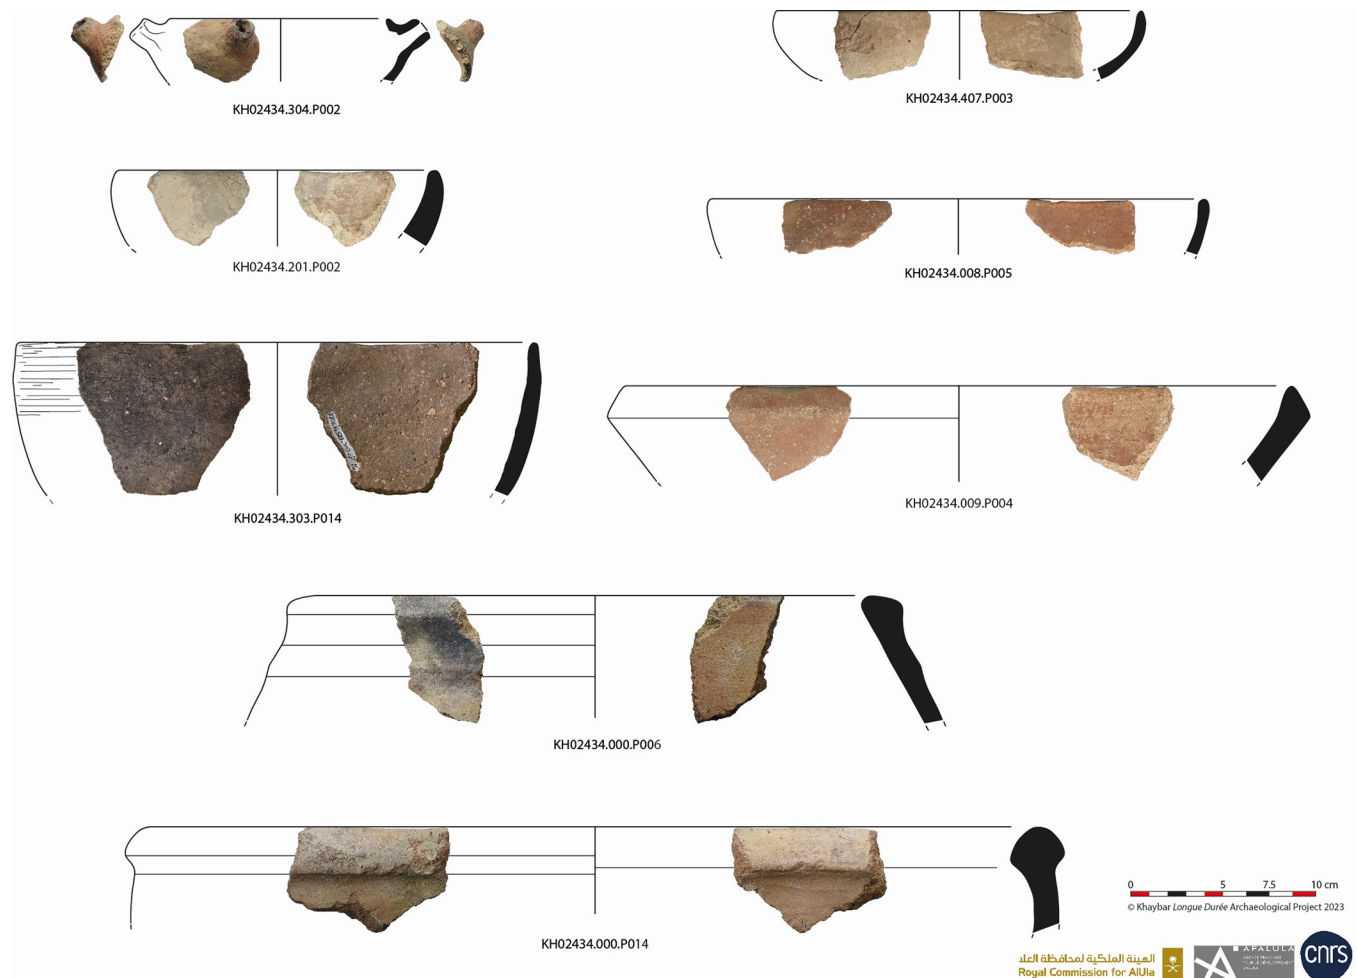 KH02434.304.P002
KH02434.407.P003
KH02434.201.P002
KH02434.008.P005
KH02434.303.P014
KH02434.009.P004
KH02434.000.P006
KH02434.000.P014
0 5 7.5 10 cm
© Khaybar Longue Durée Archaeological Project 2023
الهيئة الملكية لمحافظة العلا
Royal Commission for AlUla
AFALULA
cnrs